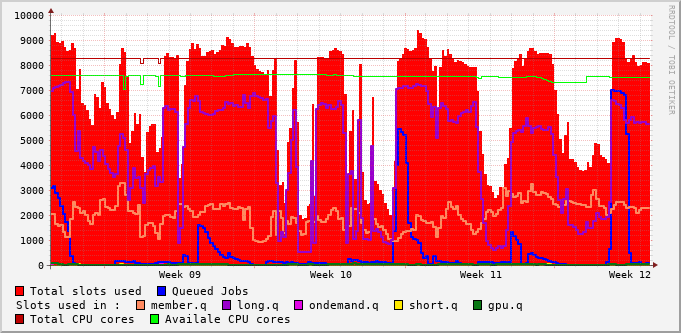 10000
9000
8000
7000
6000
5000
4000
3000
2000
1000
0
Week 09 Week 10 Week 11 Week 12
RRDTOOL / TOBI OETIKER
Total slots used Queued Jobs
Slots used in : member.q long.q ondemand.q short.q gpu.q
Total CPU cores Availale CPU cores